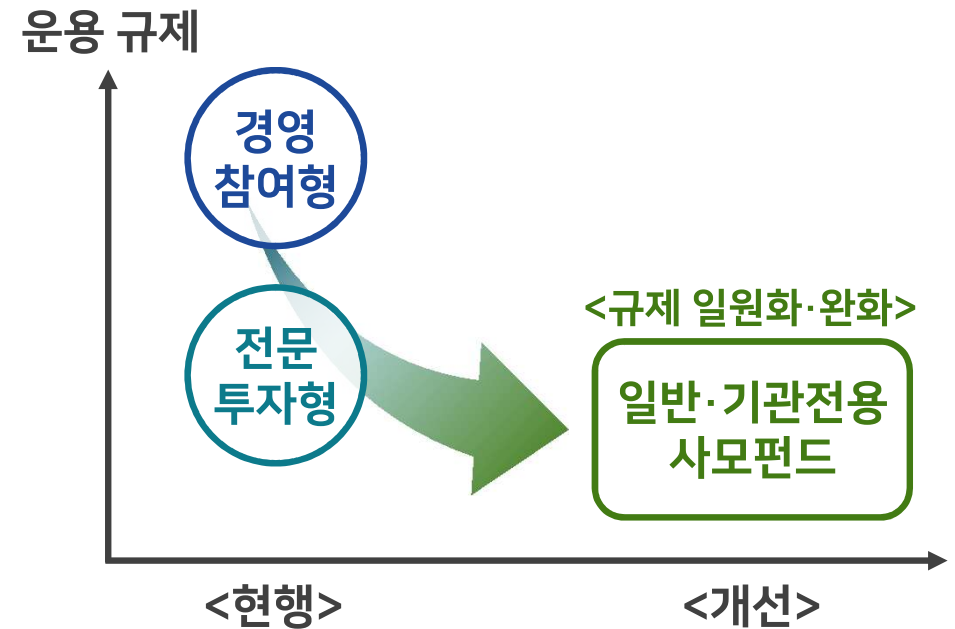 운용 규제
경영
참여형
전문
투자형
<규제 일원화·완화>
일반·기관전용
사모펀드
<현행>
<개선>